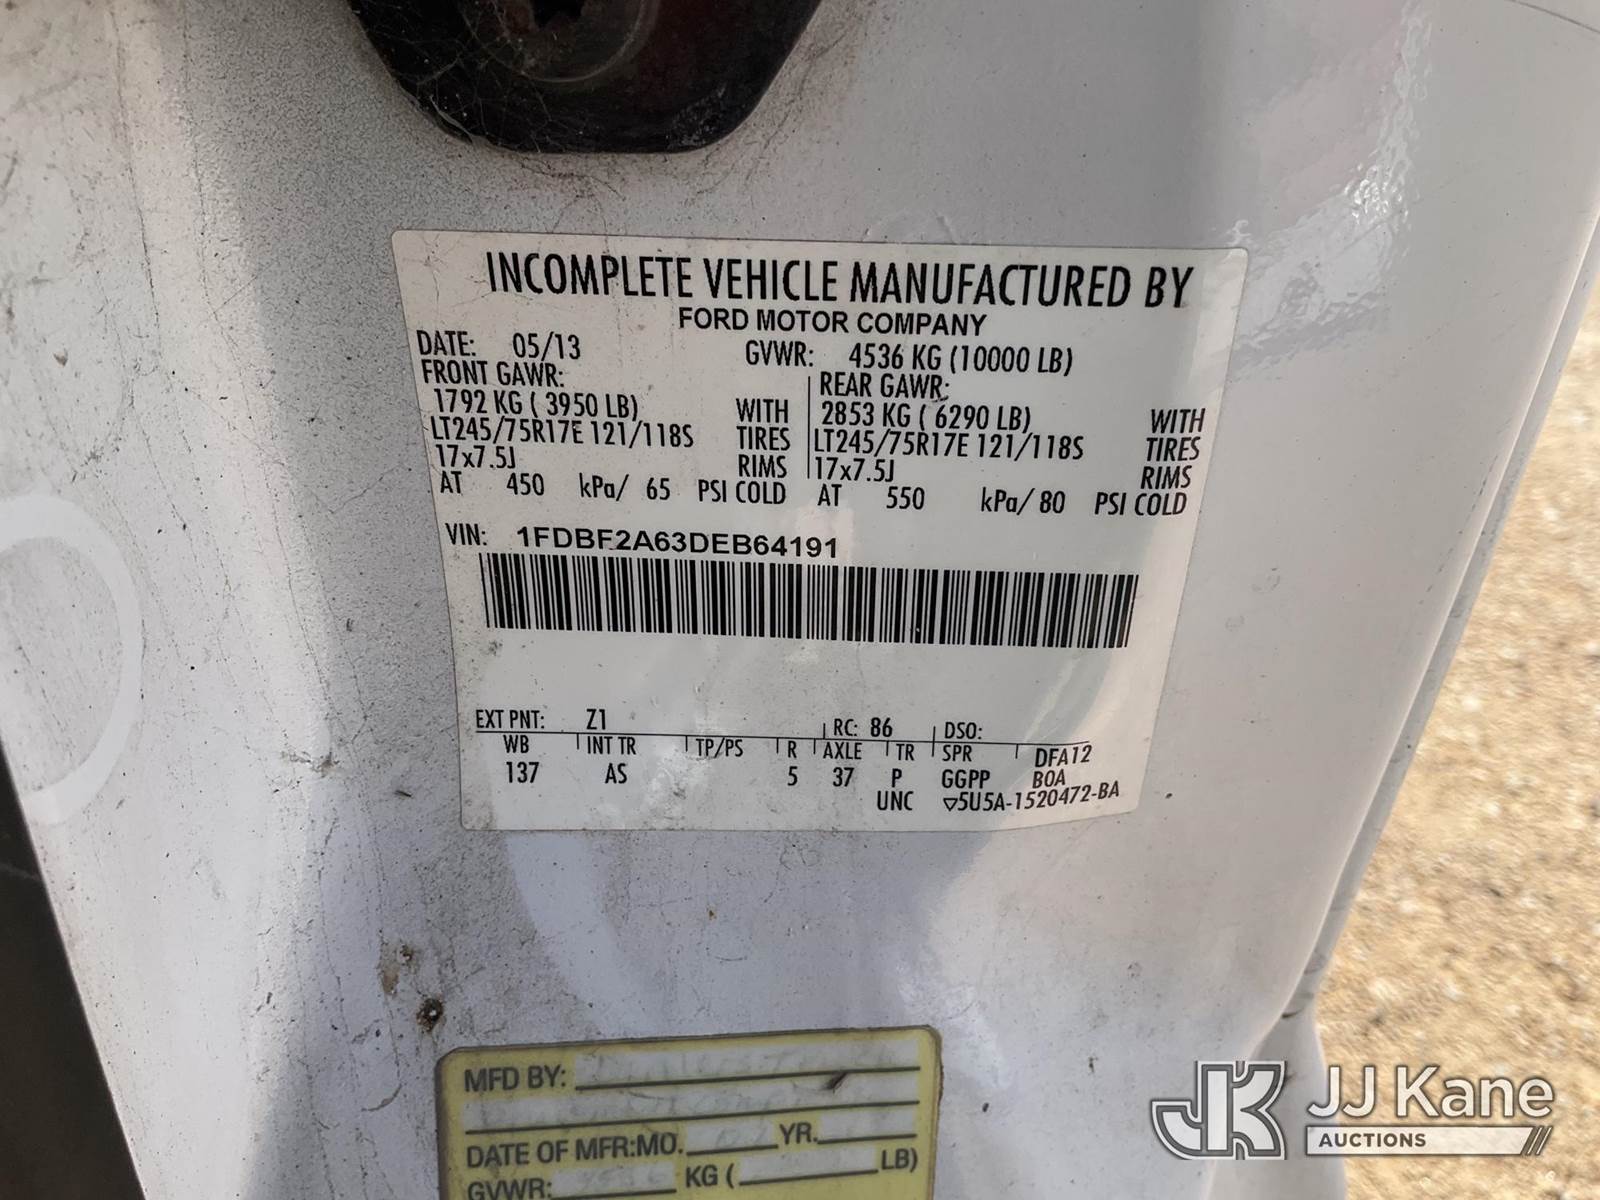 INCOMPLETE VEHICLE MANUFACTURED BY
FORD MOTOR COMPANY
DATE: 05/13 GVWR: 4536 KG (10000 LB)
FRONT GAWR: REAR GAWR:
1792 KG ( 3950 LB) WITH 2853 KG ( 6290 LB) WITH
LT245/75R17E 121/118S TIRES LT245/75R17E 121/118S TIRES
17x7.5J RIMS 17x7.5J RIMS
AT 450 kPa/ 65 PSI COLD AT 550 kPa/ 80 PSI COLD
VIN: 1FDBF2A63DEB64191
EXT PNT: Z1 RC: 86 DSO:
WB INT TR TP/PS R AXLE TR SPR DFA12
137 AS 5 37 P GGPP BOA
UNC ▽5U5A-1520472-BA
MFD BY:
DATE OF MFR:MO. YR.
GVWR: KG ( LB)
JK JJ Kane
AUCTIONS